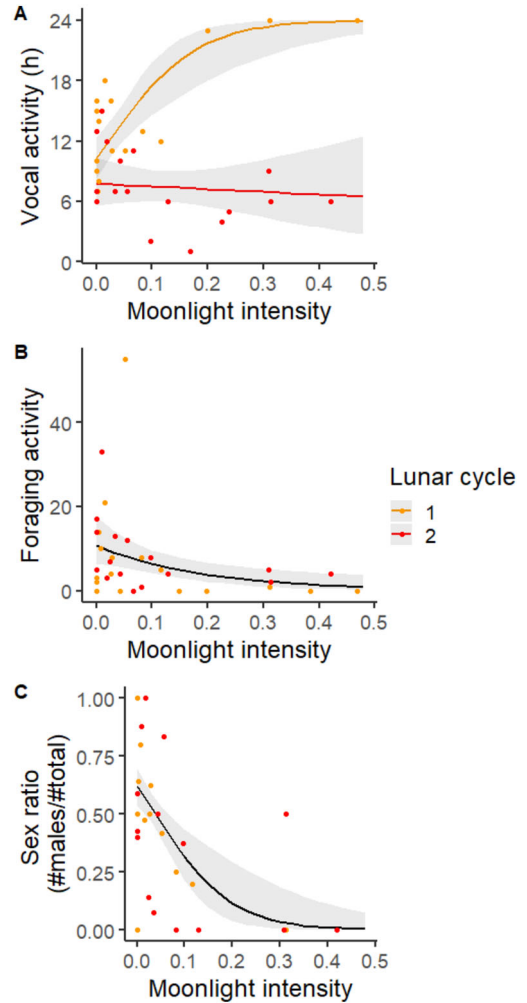 A
Vocal activity (h)
24
18
12
6
0
0.0 0.1 0.2 0.3 0.4 0.5
Moonlight intensity
B
Foraging activity
40
20
0
0.0 0.1 0.2 0.3 0.4 0.5
Moonlight intensity
Lunar cycle
1
2
C
Sex ratio
(#males/#total)
1.00
0.75
0.50
0.25
0.00
0.0 0.1 0.2 0.3 0.4 0.5
Moonlight intensity